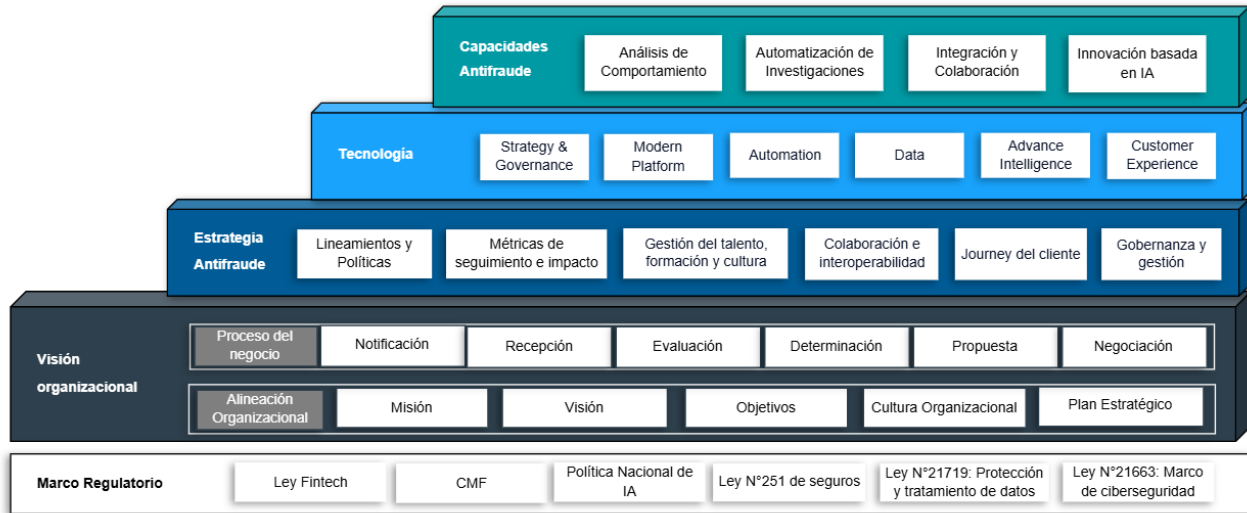 Capacidades
Antifraude
Análisis de
Comportamiento
Automatización de
Investigaciones
Integración y
Colaboración
Innovación basada
en IA
Tecnología
Strategy &
Governance
Modern
Platform
Automation
Data
Advance
Intelligence
Customer
Experience
Estrategia
Antifraude
Lineamientos y
Políticas
Métricas de
seguimiento e impacto
Gestión del talento,
formación y cultura
Colaboración e
interoperabilidad
Journey del cliente
Gobernanza y
gestión
Visión
organizacional
Proceso del
negocio
Notificación
Recepción
Evaluación
Determinación
Propuesta
Negociación
Alineación
Organizacional
Misión
Visión
Objetivos
Cultura Organizacional
Plan Estratégico
Marco Regulatorio
Ley Fintech
CMF
Política Nacional de
IA
Ley N°251 de seguros
Ley N°21719: Protección
y tratamiento de datos
Ley N°21663: Marco
de ciberseguridad